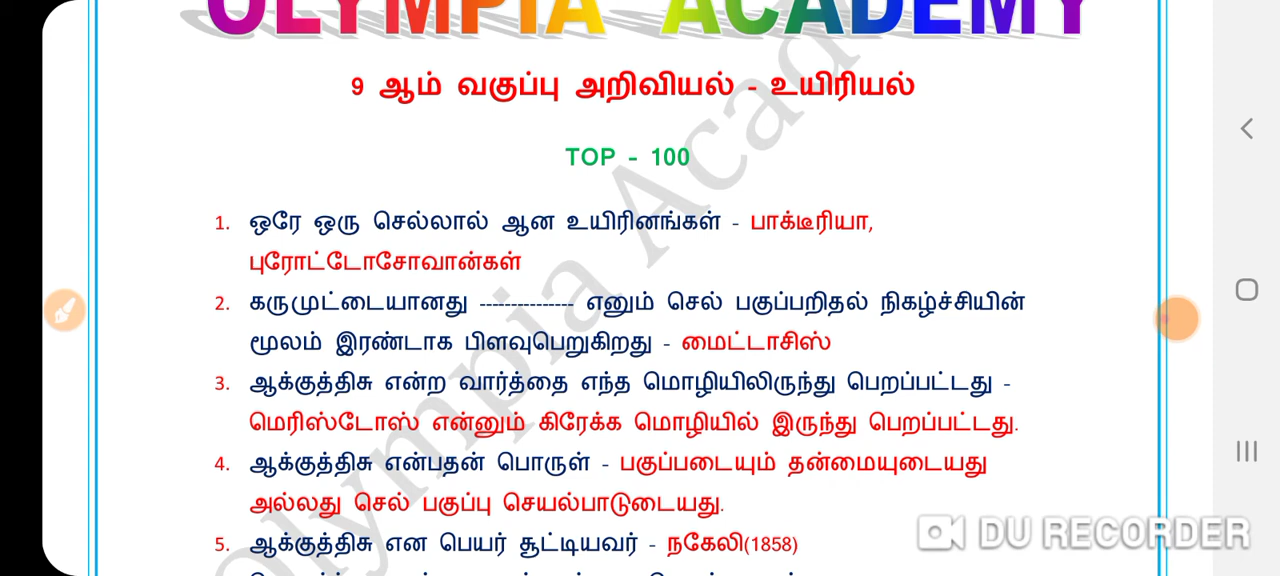 OLYMPIA ACADEMY
9 ஆம் வகுப்பு அறிவியல் - உயிரியல்
TOP - 100
1. ஒரே ஒரு செல்லால் ஆன உயிரினங்கள் - பாக்டீரியா,
புரோட்டோசோவான்கள்
2. கருமுட்டையானது --------------- எனும் செல் பகுப்பறிதல் நிகழ்ச்சியின்
மூலம் இரண்டாக பிளவுபெறுகிறது - மைட்டாசிஸ்
3. ஆக்குத்திசு என்ற வார்த்தை எந்த மொழியிலிருந்து பெறப்பட்டது -
மெரிஸ்டோஸ் என்னும் கிரேக்க மொழியில் இருந்து பெறப்பட்டது.
4. ஆக்குத்திசு என்பதன் பொருள் - பகுப்படையும் தன்மையுடையது
அல்லது செல் பகுப்பு செயல்பாடுடையது.
5. ஆக்குத்திசு என பெயர் சூட்டியவர் - நகேலி(1858)
Olympia Acad
DU RECORDER